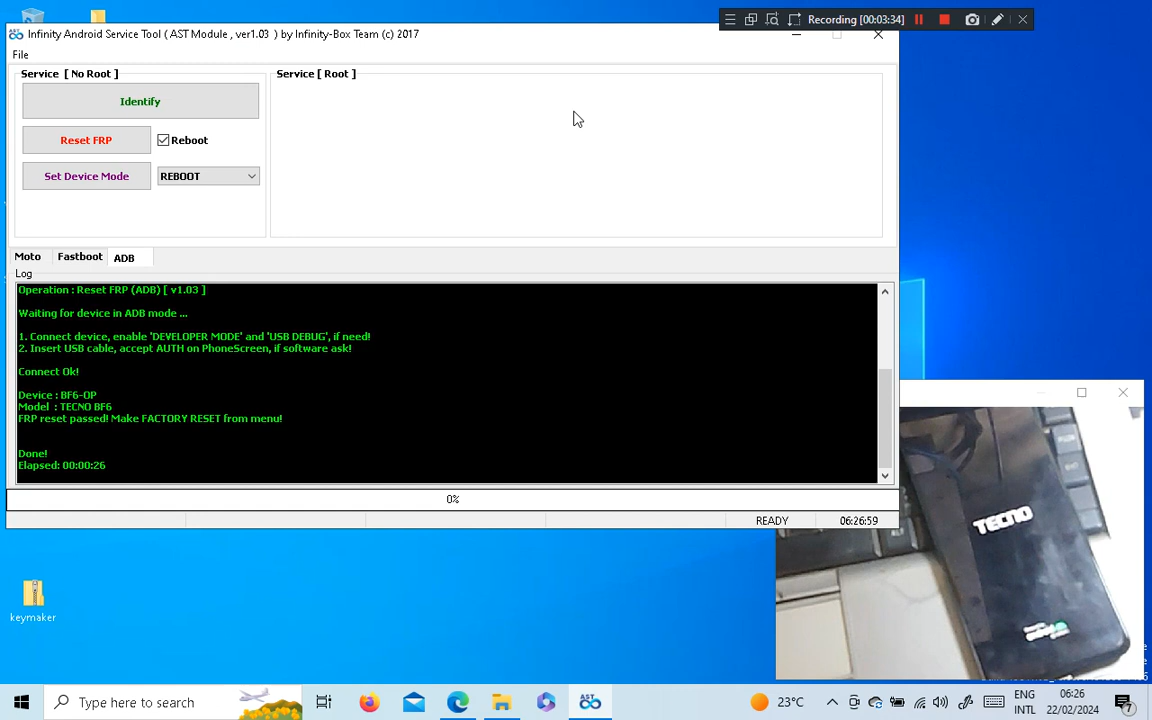 Recording [00:03:34]
Infinity Android Service Tool ( AST Module , ver1.03 ) by Infinity-Box Team (c) 2017
File
Service [ No Root ]
Service [ Root ]
Identify
Reset FRP
Reboot
Set Device Mode
REBOOT
Moto
Fastboot
ADB
Log
Operation : Reset FRP (ADB) [ v1.03 ]
Waiting for device in ADB mode ...
1. Connect device, enable 'DEVELOPER MODE' and 'USB DEBUG', if need!
2. Insert USB cable, accept AUTH on PhoneScreen, if software ask!
Connect Ok!
Device : BF6-OP
Model : TECNO BF6
FRP reset passed! Make FACTORY RESET from menu!
Done!
Elapsed: 00:00:26
0%
READY
06:26:59
TECNO
keymaker
Type here to search
AST
23°C
ENG
INTL
06:26
22/02/2024
7